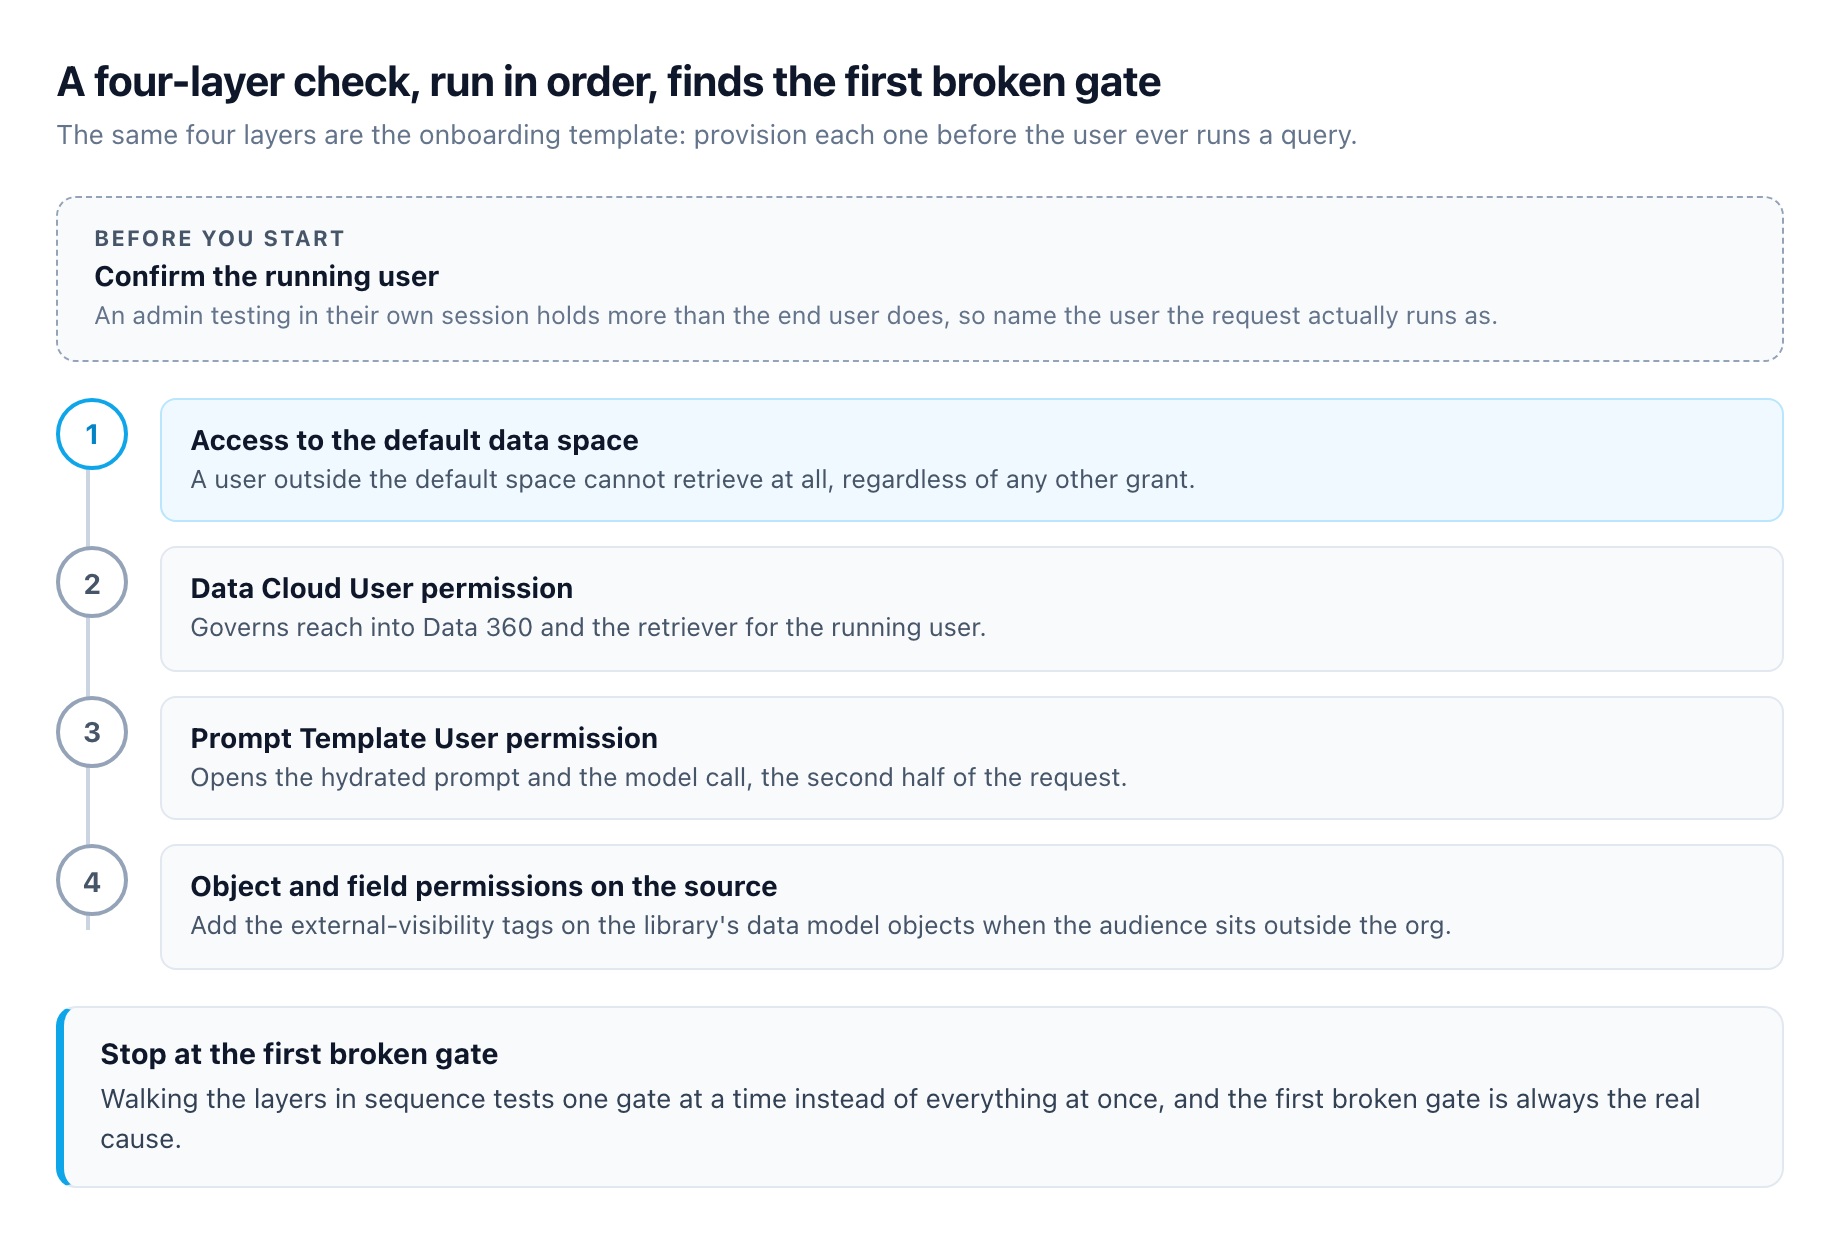 A four-layer check, run in order, finds the first broken gate
The same four layers are the onboarding template: provision each one before the user ever runs a query.
BEFORE YOU START
Confirm the running user
An admin testing in their own session holds more than the end user does, so name the user the request actually runs as.
1
Access to the default data space
A user outside the default space cannot retrieve at all, regardless of any other grant.
2
Data Cloud User permission
Governs reach into Data 360 and the retriever for the running user.
3
Prompt Template User permission
Opens the hydrated prompt and the model call, the second half of the request.
4
Object and field permissions on the source
Add the external-visibility tags on the library's data model objects when the audience sits outside the org.
Stop at the first broken gate
Walking the layers in sequence tests one gate at a time instead of everything at once, and the first broken gate is always the real
cause.